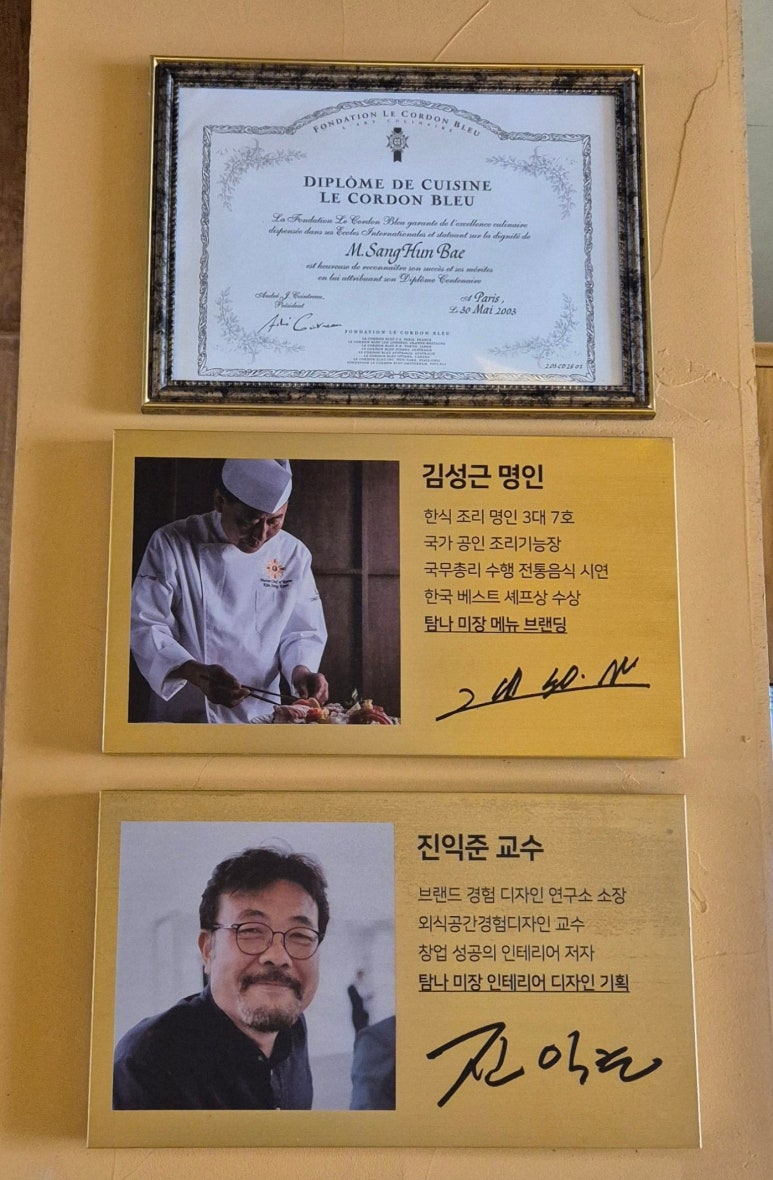 FONDATION LE CORDON BLEU
L'ART CULINAIRE
DIPLÔME DE CUISINE
LE CORDON BLEU
La Fondation Le Cordon Bleu garante de l'excellence culinaire
dispensée dans ses Ecoles Internationales et statuant sur la dignité de
M. SangHun Bae
est heureuse de reconnaître son succès et ses mérites
en lui attribuant son Diplôme Centenaire
André J. Cointreau,
Président
A Paris,
Le 30 Mai 2003
FONDATION LE CORDON BLEU
김성근 명인
한식 조리 명인 3대 7호
국가 공인 조리기능장
국무총리 수행 전통음식 시연
한국 베스트 셰프상 수상
탐나 미장 메뉴 브랜딩
진익준 교수
브랜드 경험 디자인 연구소 소장
외식공간경험디자인 교수
창업 성공의 인테리어 저자
탐나 미장 인테리어 디자인 기획
진익준